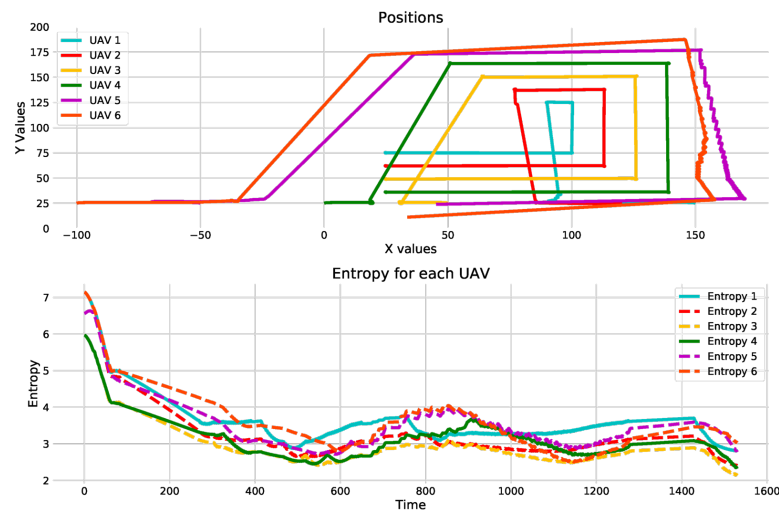 Positions
200
175
150
125
100
75
50
25
0
Y Values
UAV 1
UAV 2
UAV 3
UAV 4
UAV 5
UAV 6
−100 −50 0 50 100 150
X values
Entropy for each UAV
7
6
5
4
3
2
Entropy
Entropy 1
Entropy 2
Entropy 3
Entropy 4
Entropy 5
Entropy 6
0 200 400 600 800 1000 1200 1400 1600
Time